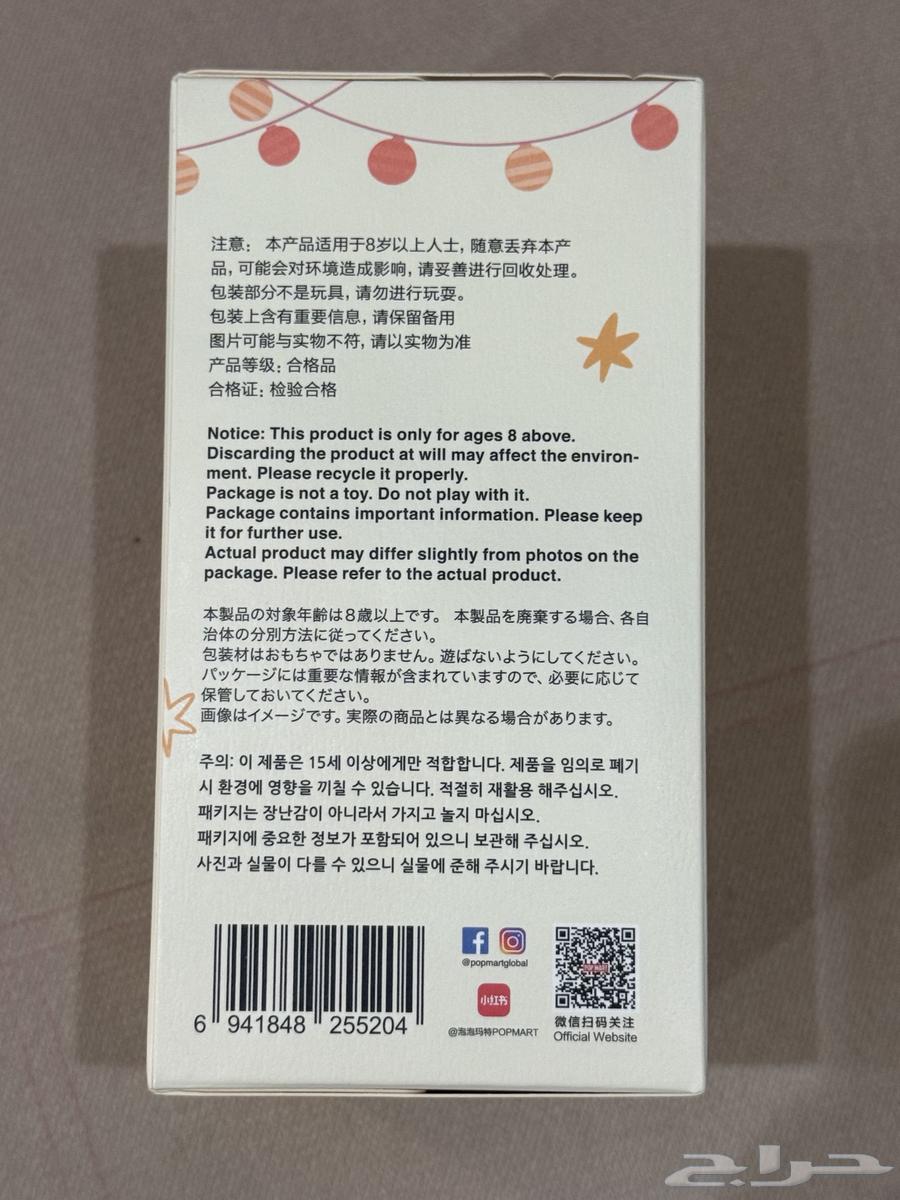 注意： 本产品适用于8岁以上人士, 随意丢弃本产
品, 可能会对环境造成影响, 请妥善进行回收处理。
包装部分不是玩具, 请勿进行玩耍。
包装上含有重要信息, 请保留备用
图片可能与实物不符, 请以实物为准
产品等级: 合格品
合格证: 检验合格
Notice: This product is only for ages 8 above.
Discarding the product at will may affect the environ-
ment. Please recycle it properly.
Package is not a toy. Do not play with it.
Package contains important information. Please keep
it for further use.
Actual product may differ slightly from photos on the
package. Please refer to the actual product.
本製品の対象年齢は８歳以上です。 本製品を廃棄する場合、各自
治体の分別方法に従ってください。
包装材はおもちゃではありません。遊ばないようにしてください。
パッケージには重要な情報が含まれていますので、必要に応じて
保管しておいてください。
画像はイメージです。実際の商品とは異なる場合があります。
주의: 이 제품은 15세 이상에게만 적합합니다. 제품을 임의로 폐기
시 환경에 영향을 끼칠 수 있습니다. 적절히 재활용 해주십시오.
패키지는 장난감이 아니라서 가지고 놀지 마십시오.
패키지에 중요한 정보가 포함되어 있으니 보관해 주십시오.
사진과 실물이 다를 수 있으니 실물에 준해 주시기 바랍니다.
@popmartglobal
POP MART
小红书
6 941848 255204
@泡泡玛特POPMART
微信扫码关注
Official Website
حراج